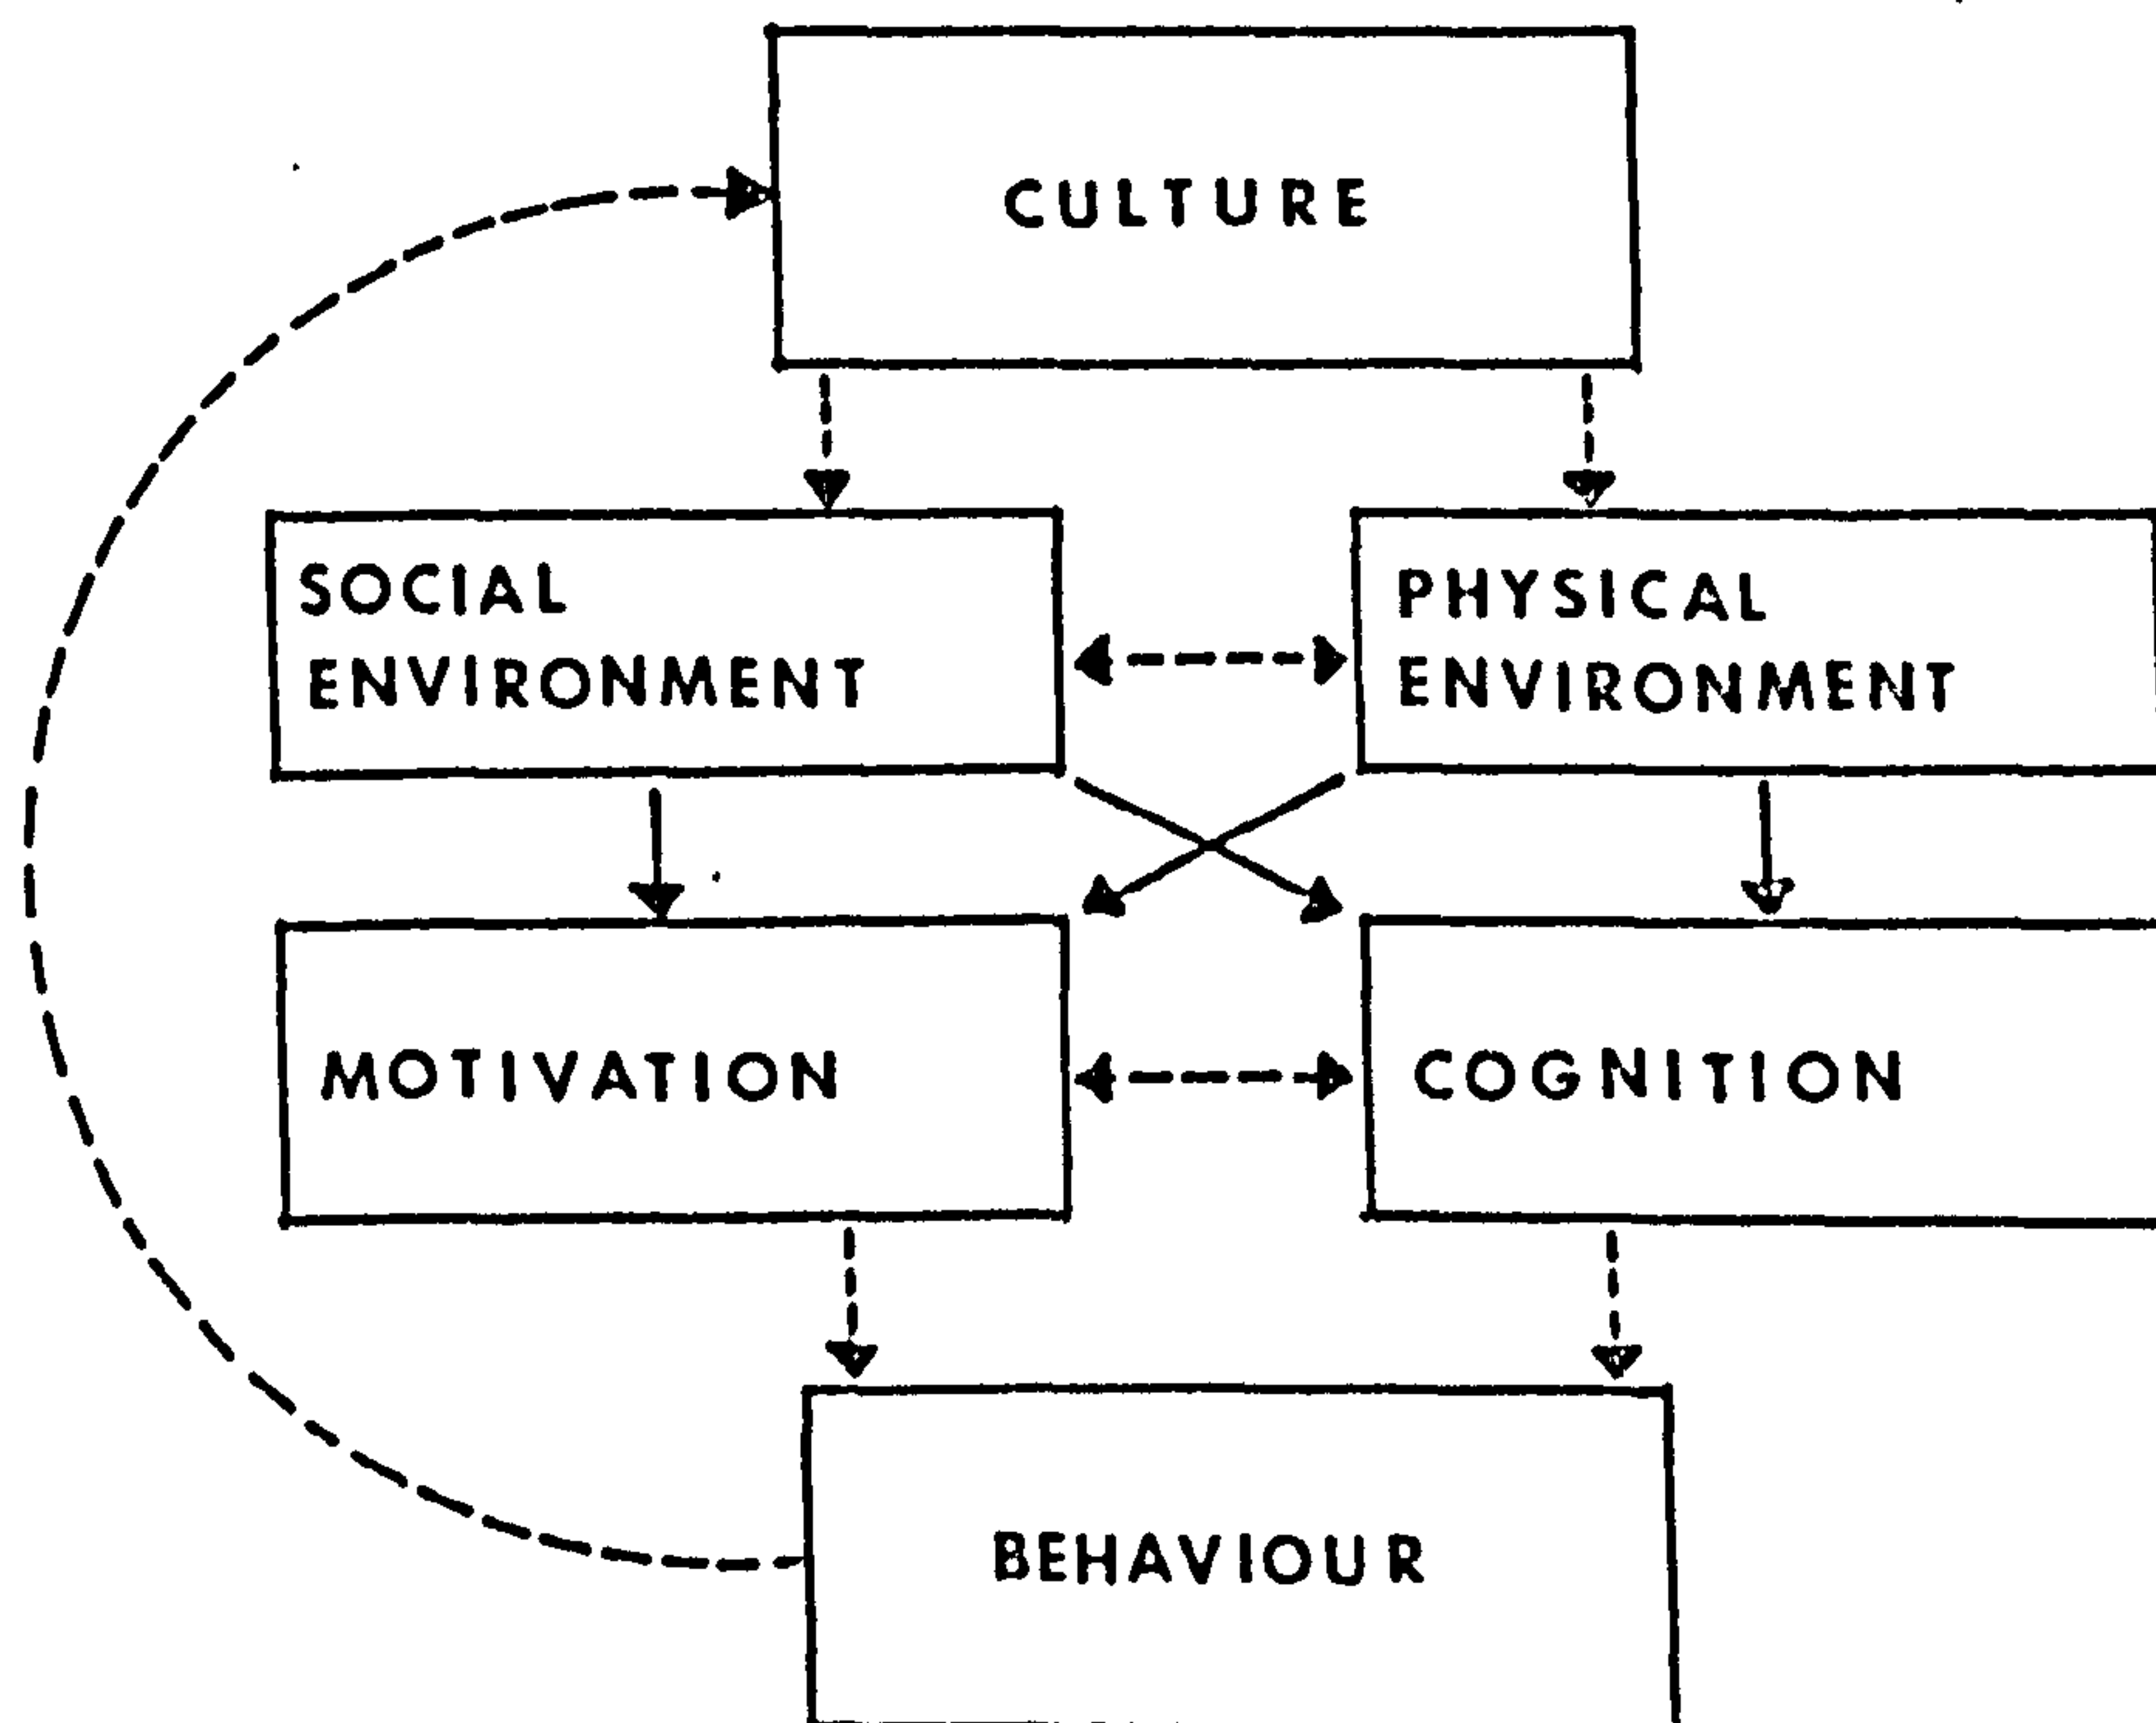 CULTURE
SOCIAL
ENVIRONMENT
PHYSICAL
ENVIRONMENT
MOTIVATION
COGNITION
BEHAVIOUR